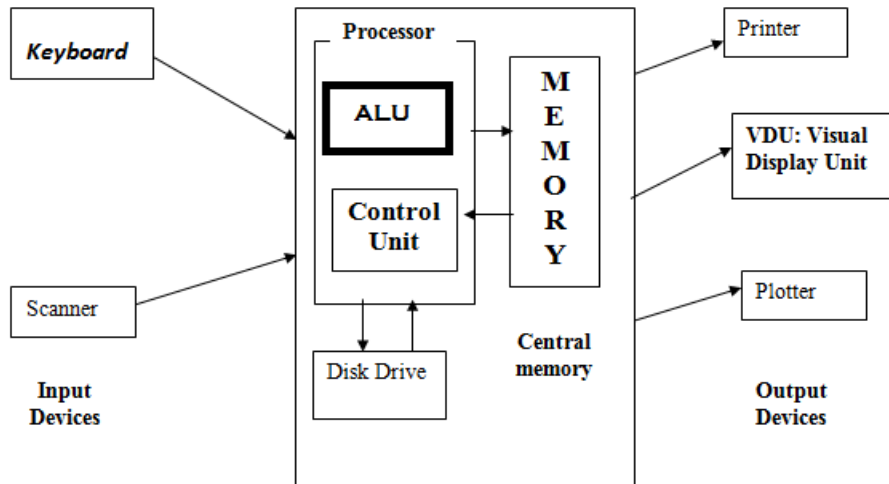 Keyboard
Scanner
Input
Devices
Processor
ALU
Control
Unit
M
E
M
O
R
Y
Disk Drive
Central
memory
Printer
VDU: Visual
Display Unit
Plotter
Output
Devices